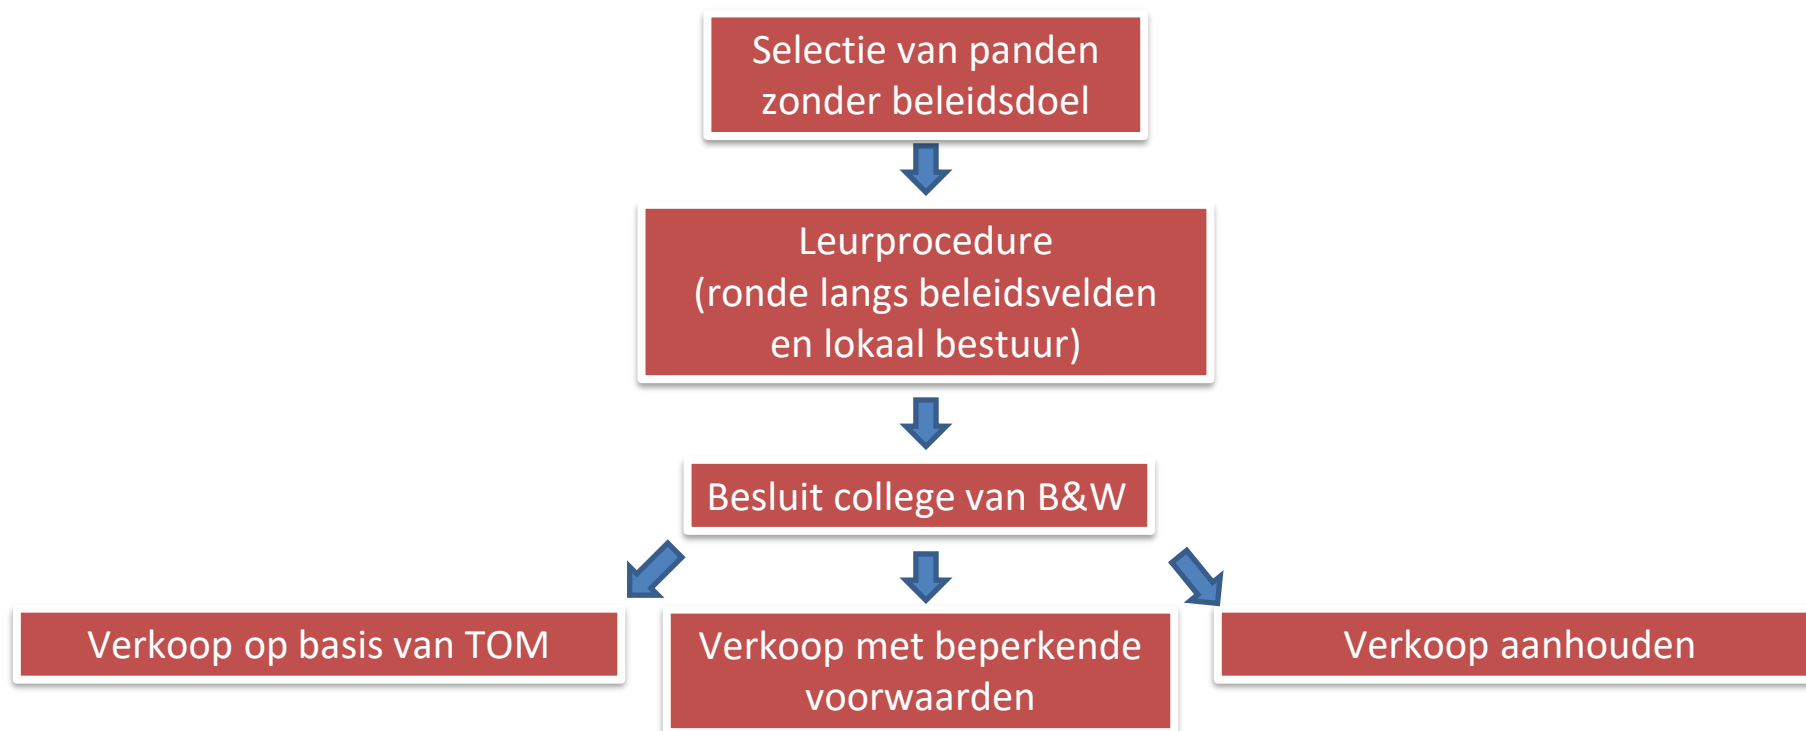 Selectie van panden
zonder beleidsdoel
Leurprocedure
(ronde langs beleidsvelden
en lokaal bestuur)
Besluit college van B&W
Verkoop op basis van TOM
Verkoop met beperkende
voorwaarden
Verkoop aanhouden